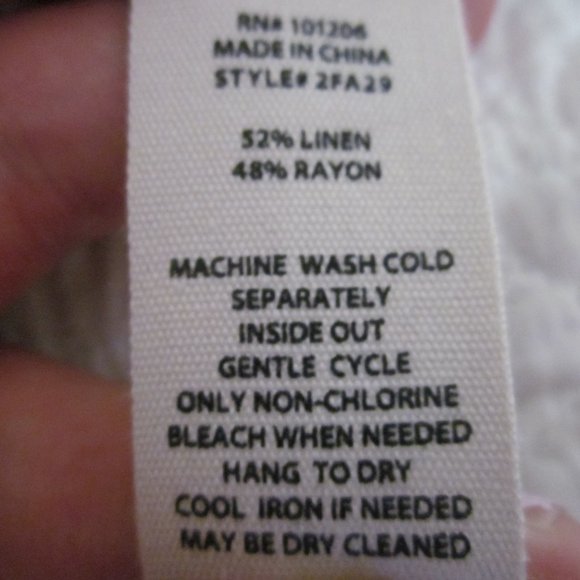 RN# 101206
MADE IN CHINA
STYLE# 2FA29
52% LINEN
48% RAYON
MACHINE WASH COLD
SEPARATELY
INSIDE OUT
GENTLE CYCLE
ONLY NON-CHLORINE
BLEACH WHEN NEEDED
HANG TO DRY
COOL IRON IF NEEDED
MAY BE DRY CLEANED